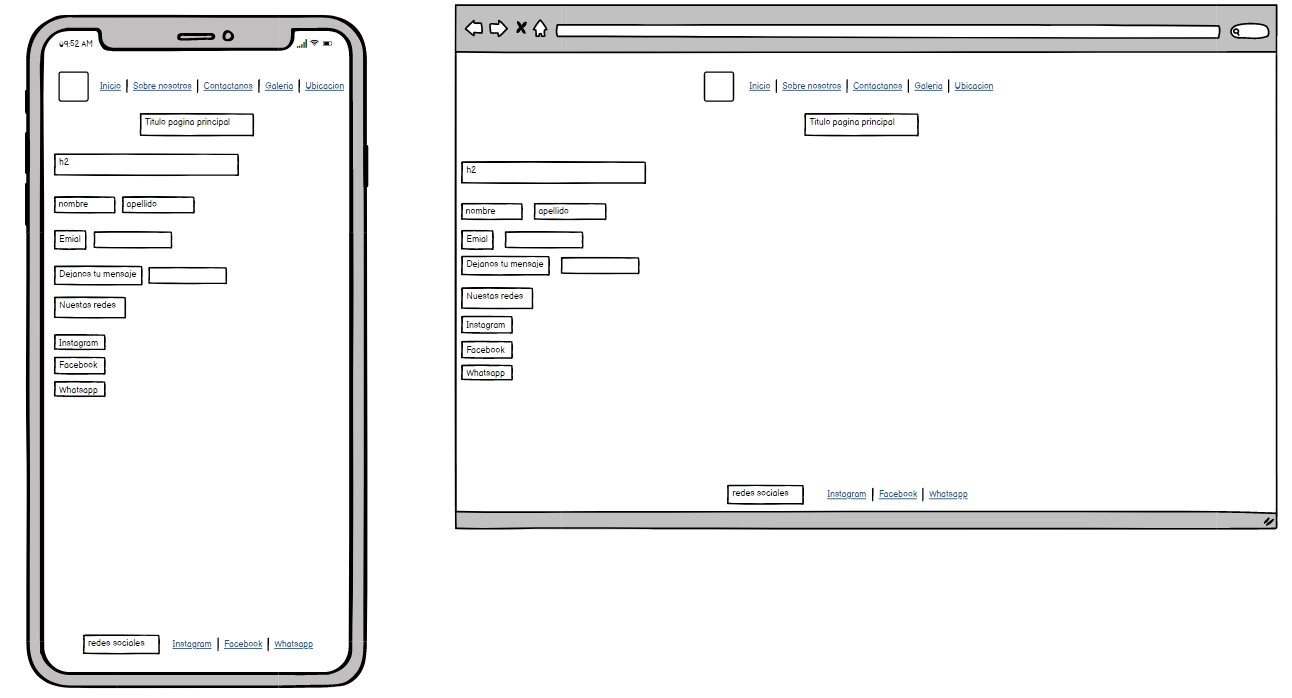 09:52 AM
Inicio | Sobre nosotros | Contactanos | Galeria | Ubicacion
Titulo pagina principal
h2
nombre apellido
Emial
Dejanos tu mensaje
Nuestas redes
Instagram
Facebook
Whatsapp
redes sociales Instagram | Facebook | Whatsapp
Inicio | Sobre nosotros | Contactanos | Galeria | Ubicacion
Titulo pagina principal
h2
nombre apellido
Emial
Dejanos tu mensaje
Nuestas redes
Instagram
Facebook
Whatsapp
redes sociales Instagram | Facebook | Whatsapp